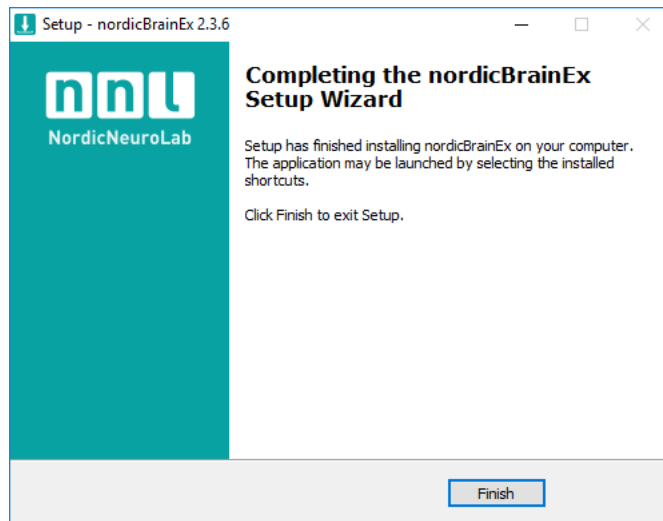 Setup - nordicBrainEx 2.3.6
nnl
NordicNeuroLab
Completing the nordicBrainEx
Setup Wizard
Setup has finished installing nordicBrainEx on your computer.
The application may be launched by selecting the installed
shortcuts.
Click Finish to exit Setup.
Finish